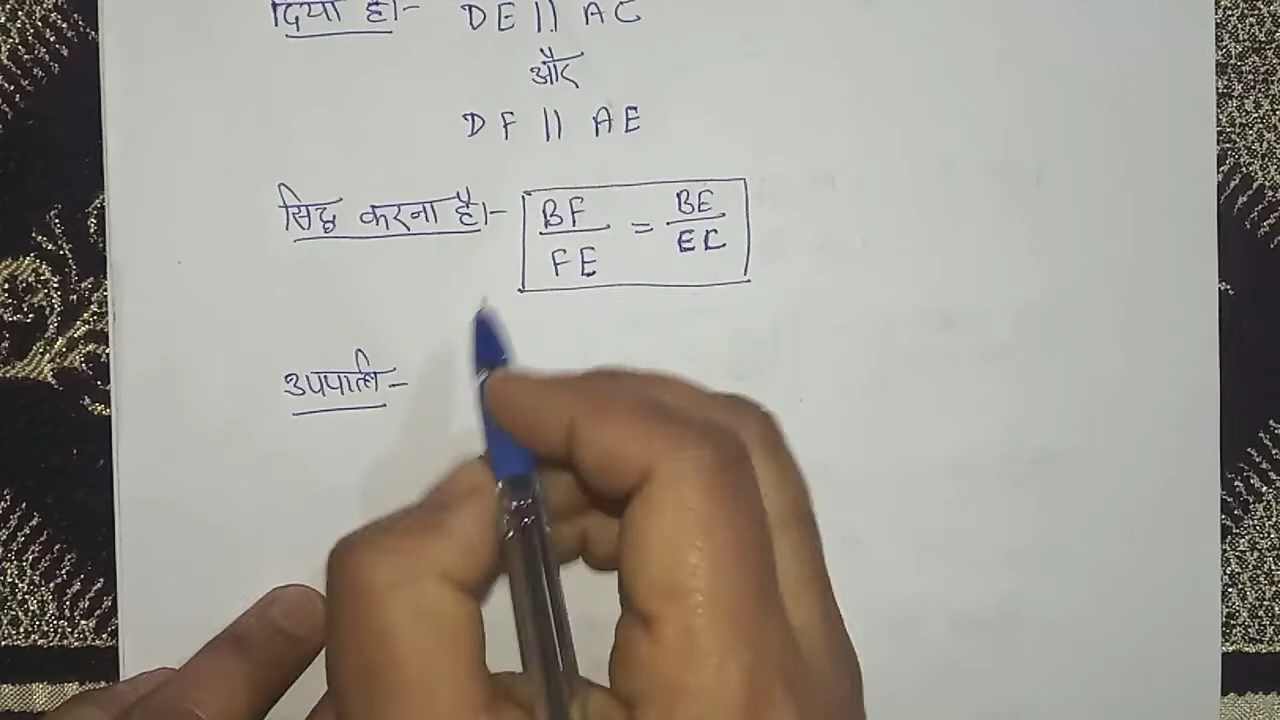 दिया है।- DE || AC
और
DF || AE
सिद्ध करना है।- BF/FE = BE/EC
उपपत्ति-